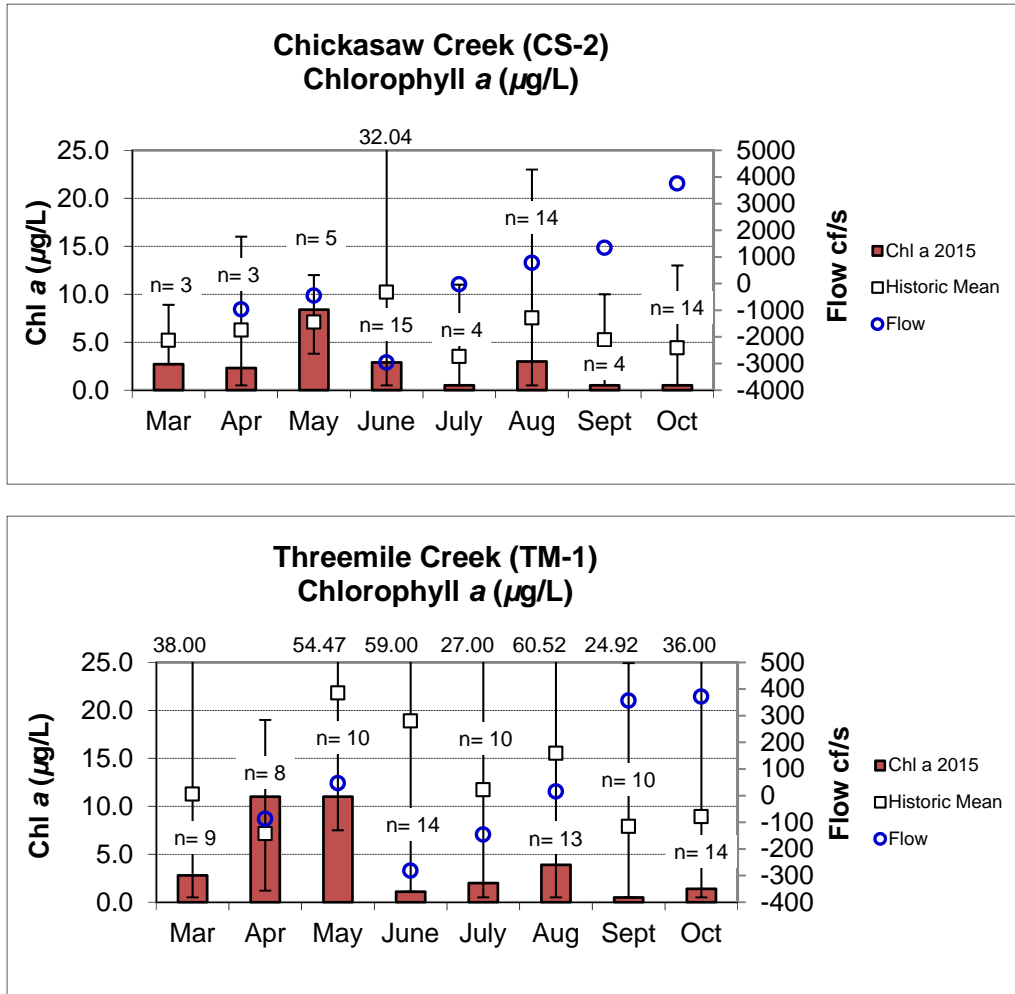 Chickasaw Creek (CS-2)
Chlorophyll a (µg/L)
32.04
25.0
20.0
15.0
10.0
5.0
0.0
Chl a (µg/L)
n= 3
n= 3
n= 5
n= 15
n= 4
n= 14
n= 4
n= 14
5000
4000
3000
2000
1000
0
-1000
-2000
-3000
-4000
Flow cf/s
Mar Apr May June July Aug Sept Oct
Chl a 2015
Historic Mean
Flow
Threemile Creek (TM-1)
Chlorophyll a (µg/L)
38.00 54.47 59.00 27.00 60.52 24.92 36.00
25.0
20.0
15.0
10.0
5.0
0.0
Chl a (µg/L)
n= 9
n= 8
n= 10
n= 14
n= 10
n= 13
n= 10
n= 14
500
400
300
200
100
0
-100
-200
-300
-400
Flow cf/s
Mar Apr May June July Aug Sept Oct
Chl a 2015
Historic Mean
Flow